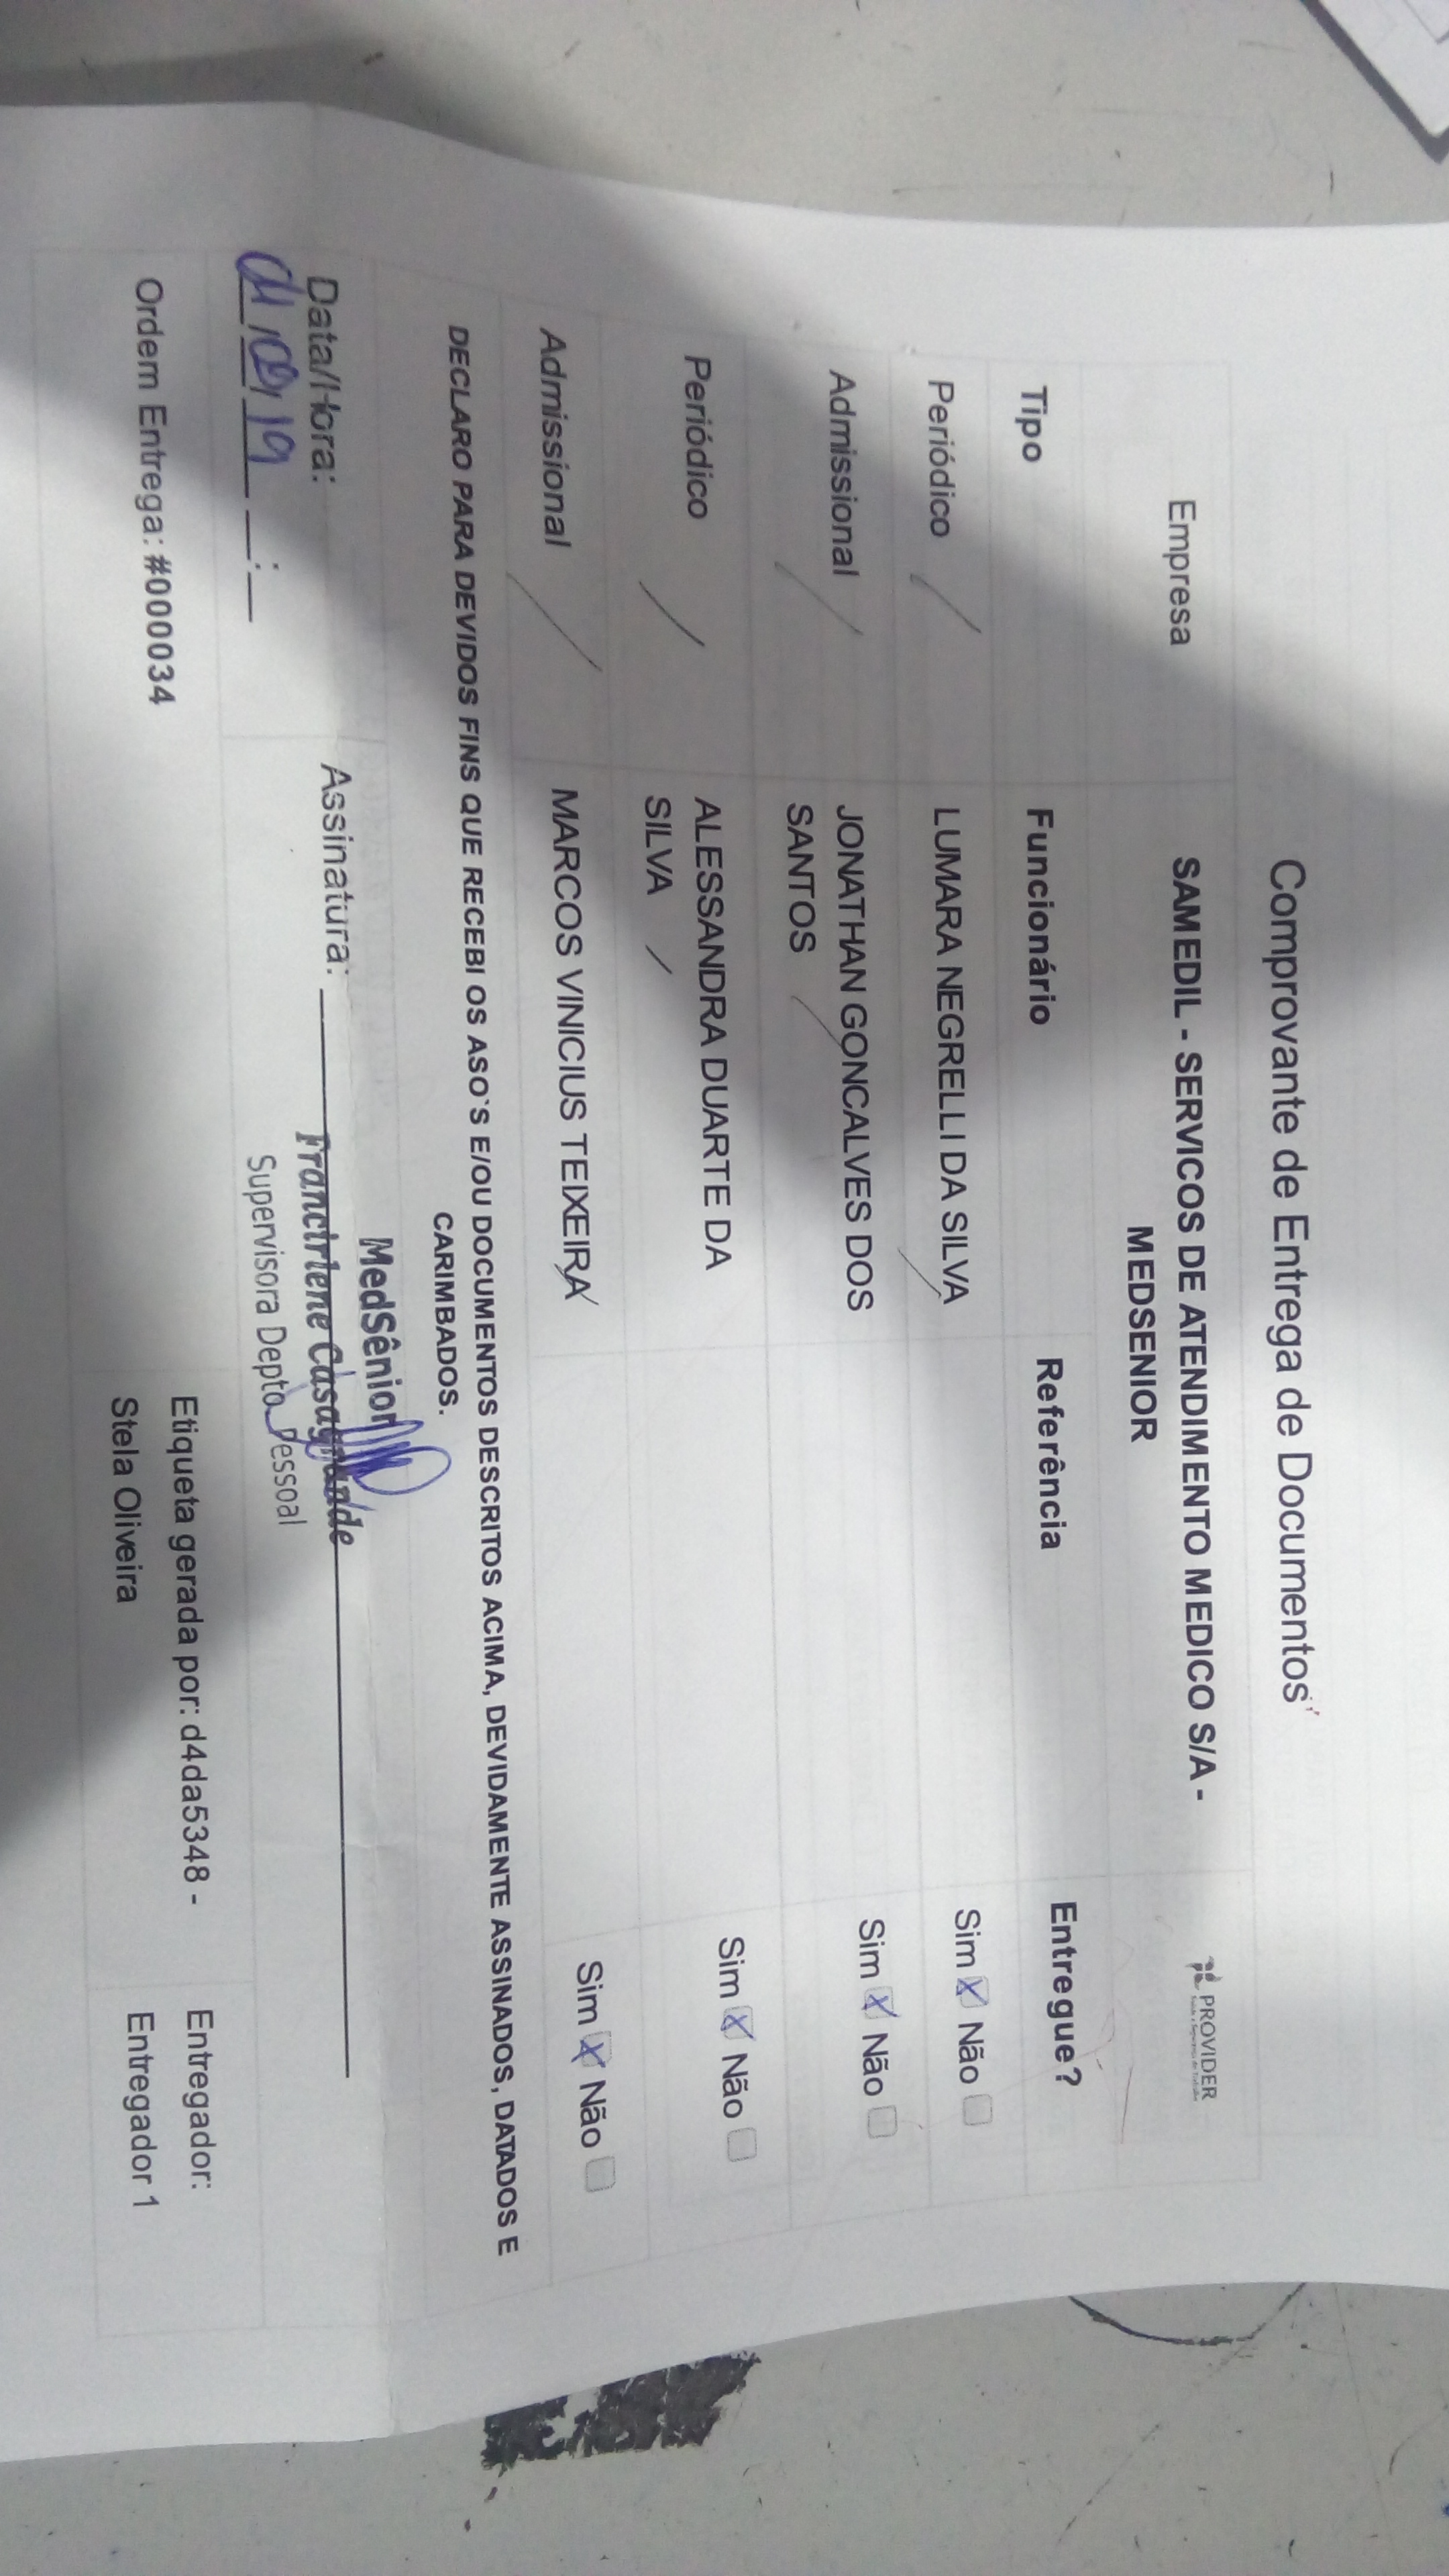 Comprovante de Entrega de Documentos
Empresa
SAMEDIL - SERVICOS DE ATENDIMENTO MEDICO S/A -
MEDSENIOR
PROVIDER
Tipo Funcionário Referência Entregue?
Periódico LUMARA NEGRELLI DA SILVA Sim X Não
Admissional JONATHAN GONCALVES DOS
SANTOS Sim X Não
Periódico ALESSANDRA DUARTE DA
SILVA Sim X Não
Admissional MARCOS VINICIUS TEIXEIRA Sim X Não
DECLARO PARA DEVIDOS FINS QUE RECEBI OS ASO`S E/OU DOCUMENTOS DESCRITOS ACIMA, DEVIDAMENTE ASSINADOS, DATADOS E
CARIMBADOS.
Data/Hora:
/09/19 __:__
Assinatura:
MedSênior
Francirlene Casagrande
Supervisora Depto Pessoal
Ordem Entrega: #000034
Etiqueta gerada por: d4da5348 -
Stela Oliveira
Entregador:
Entregador 1